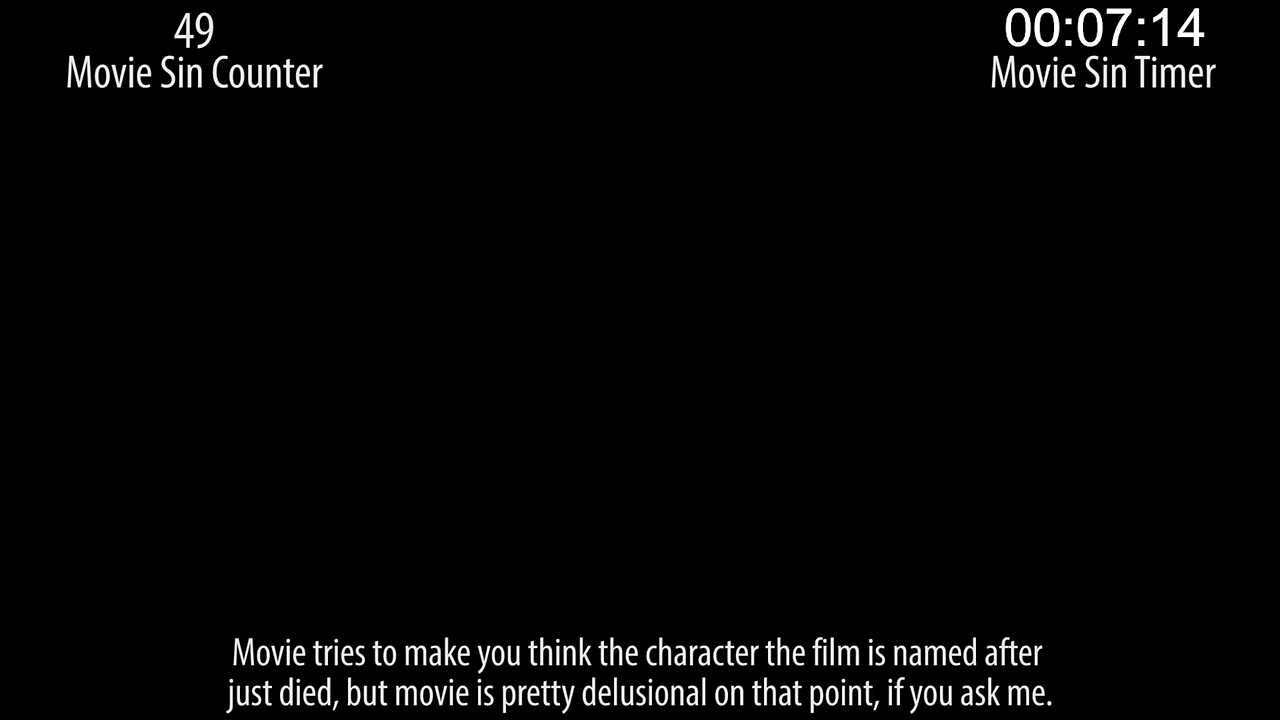 49
Movie Sin Counter
00:07:14
Movie Sin Timer
Movie tries to make you think the character the film is named after
just died, but movie is pretty delusional on that point, if you ask me.